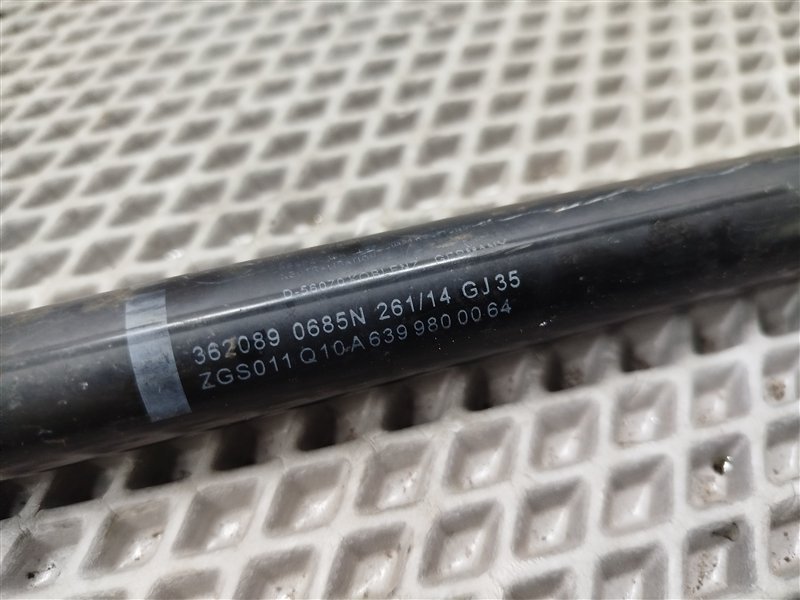 D-56070 KOBLENZ GERMANY
362089 0685N 261/14 GJ35
ZGS011 Q10 A 639 980 00 64